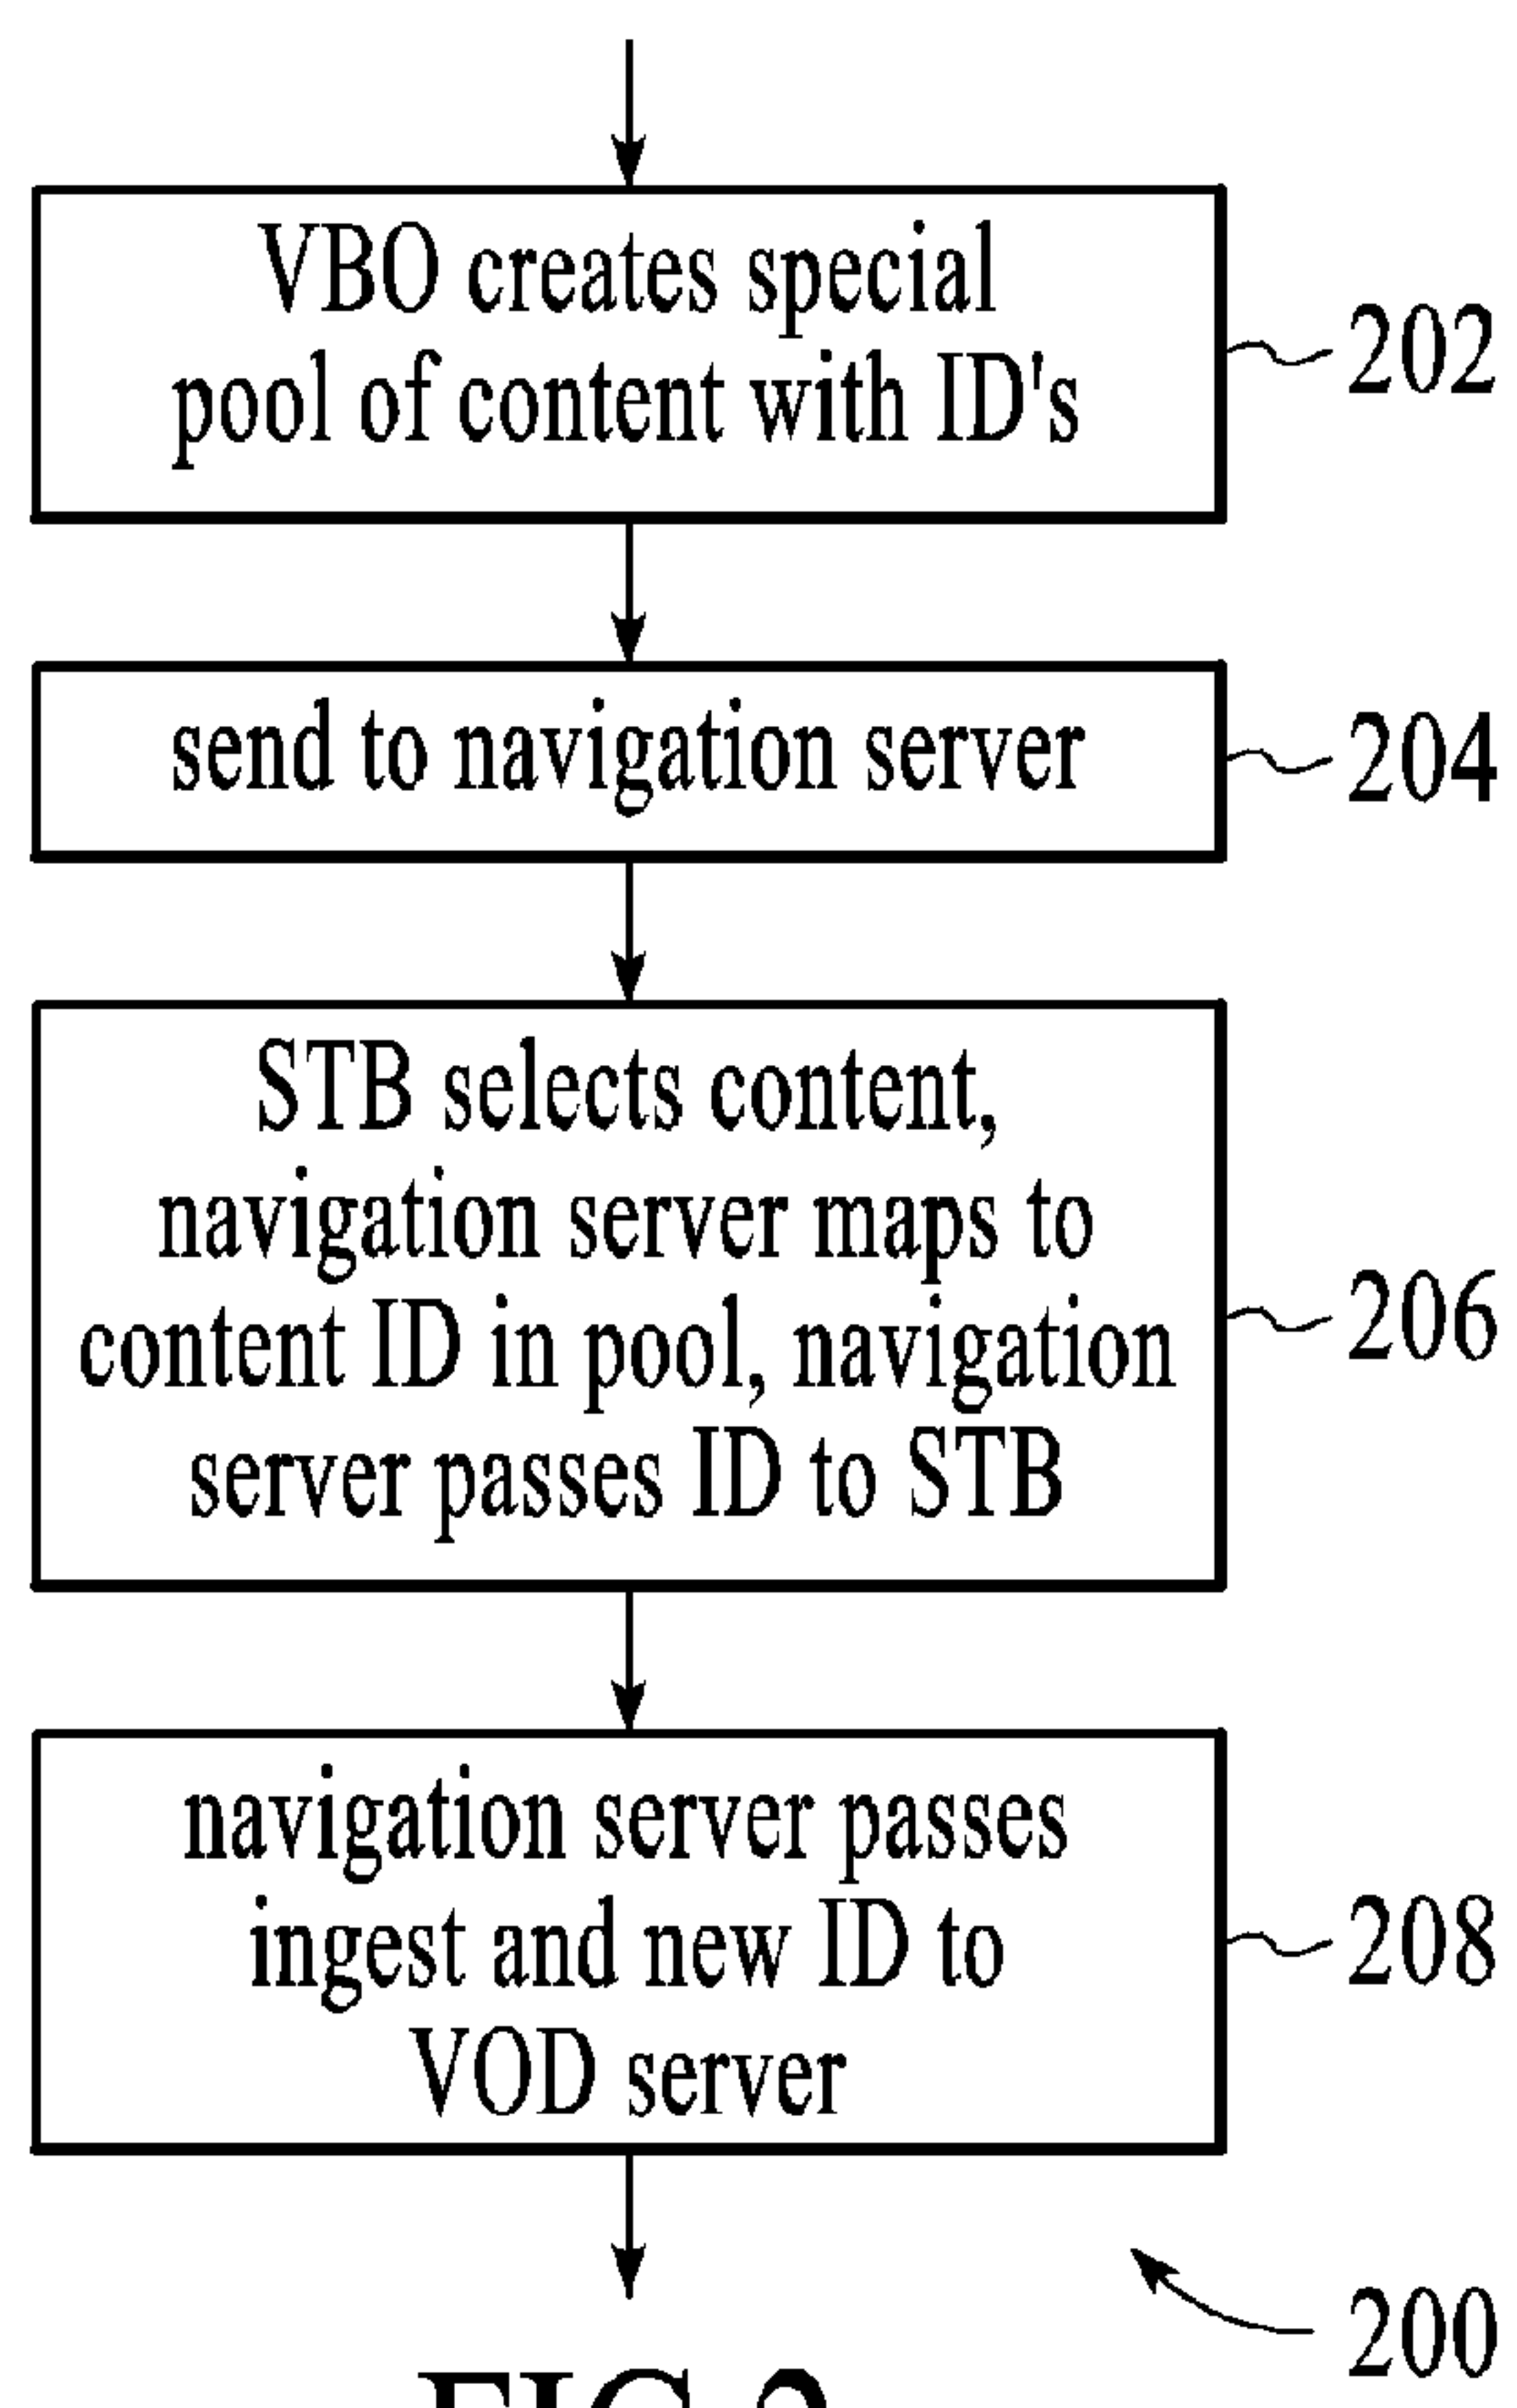 VBO creates special
pool of content with ID's
202
send to navigation server
204
STB selects content,
navigation server maps to
content ID in pool, navigation
server passes ID to STB
206
navigation server passes
ingest and new ID to
VOD server
208
200